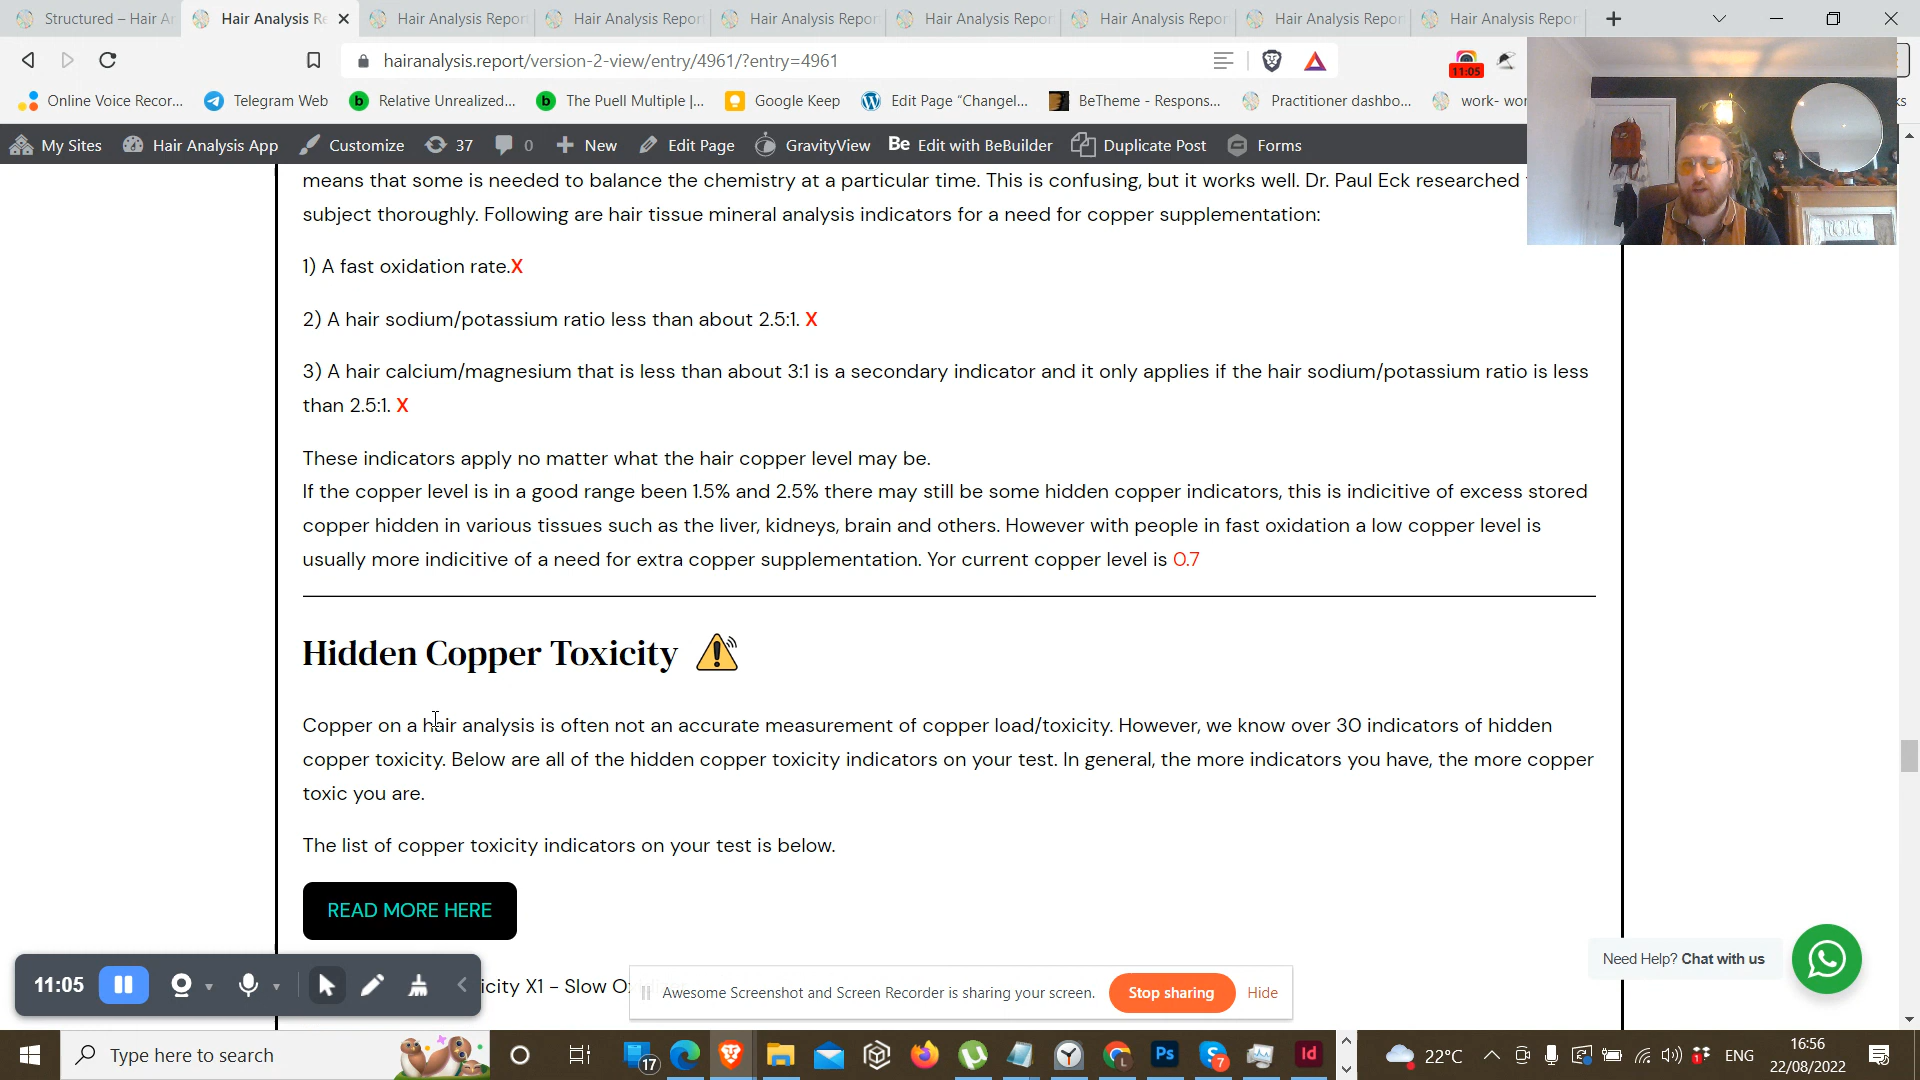 Structured – Hair Ar
Hair Analysis Re
Hair Analysis Repor
Hair Analysis Repor
Hair Analysis Repor
Hair Analysis Repor
Hair Analysis Repor
Hair Analysis Repor
Hair Analysis Repor
hairanalysis.report/version-2-view/entry/4961/?entry=4961
11:05
Online Voice Recor...
Telegram Web
Relative Unrealized...
The Puell Multiple |...
Google Keep
Edit Page "Changel...
BeTheme - Respons...
Practitioner dashbo...
work- wor
ks
My Sites
Hair Analysis App
Customize
37
0
New
Edit Page
GravityView
Be Edit with BeBuilder
Duplicate Post
Forms
means that some is needed to balance the chemistry at a particular time. This is confusing, but it works well. Dr. Paul Eck researched
subject thoroughly. Following are hair tissue mineral analysis indicators for a need for copper supplementation:
1) A fast oxidation rate.X
2) A hair sodium/potassium ratio less than about 2.5:1. X
3) A hair calcium/magnesium that is less than about 3:1 is a secondary indicator and it only applies if the hair sodium/potassium ratio is less
than 2.5:1. X
These indicators apply no matter what the hair copper level may be.
If the copper level is in a good range been 1.5% and 2.5% there may still be some hidden copper indicators, this is indicitive of excess stored
copper hidden in various tissues such as the liver, kidneys, brain and others. However with people in fast oxidation a low copper level is
usually more indicitive of a need for extra copper supplementation. Yor current copper level is 0.7
Hidden Copper Toxicity
Copper on a hair analysis is often not an accurate measurement of copper load/toxicity. However, we know over 30 indicators of hidden
copper toxicity. Below are all of the hidden copper toxicity indicators on your test. In general, the more indicators you have, the more copper
toxic you are.
The list of copper toxicity indicators on your test is below.
READ MORE HERE
Need Help? Chat with us
11:05
icity X1 – Slow O
Awesome Screenshot and Screen Recorder is sharing your screen.
Stop sharing
Hide
Type here to search
17
Ps
7
Id
22°C
1
ENG
16:56
22/08/2022